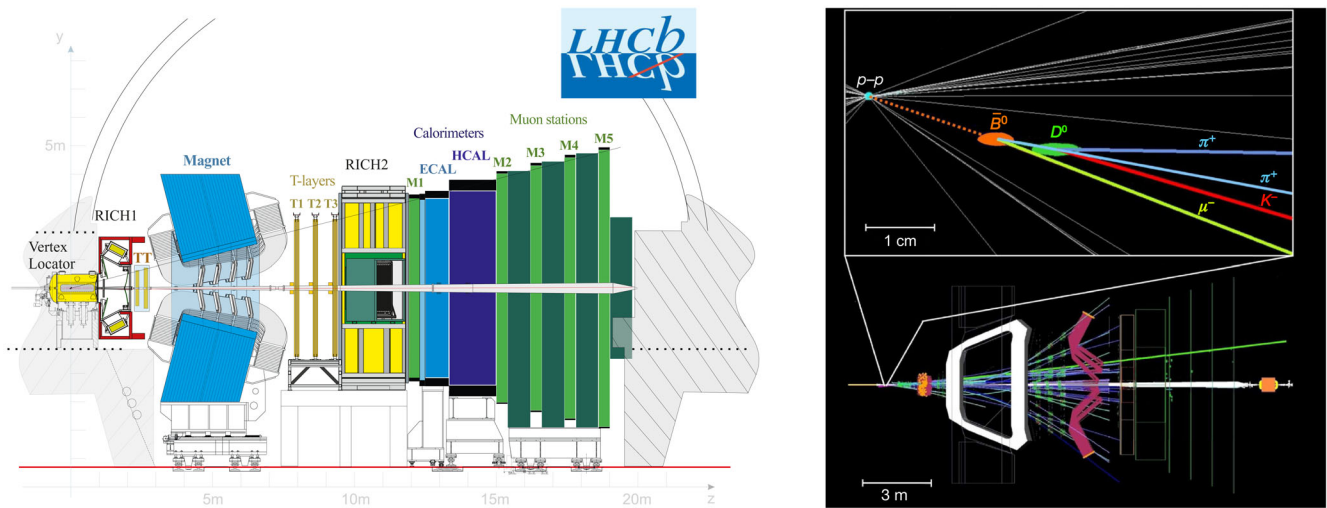 y
LHCb
LHCb
5m
Magnet
Calorimeters
Muon stations
HCAL
ECAL
RICH2
T-layers
T1 T2 T3
M1
M2
M3
M4
M5
RICH1
Vertex
Locator
TT
5m
10m
15m
20m
z
p–p
B̄⁰
D⁰
π⁺
π⁺
K⁻
μ⁻
1 cm
3 m